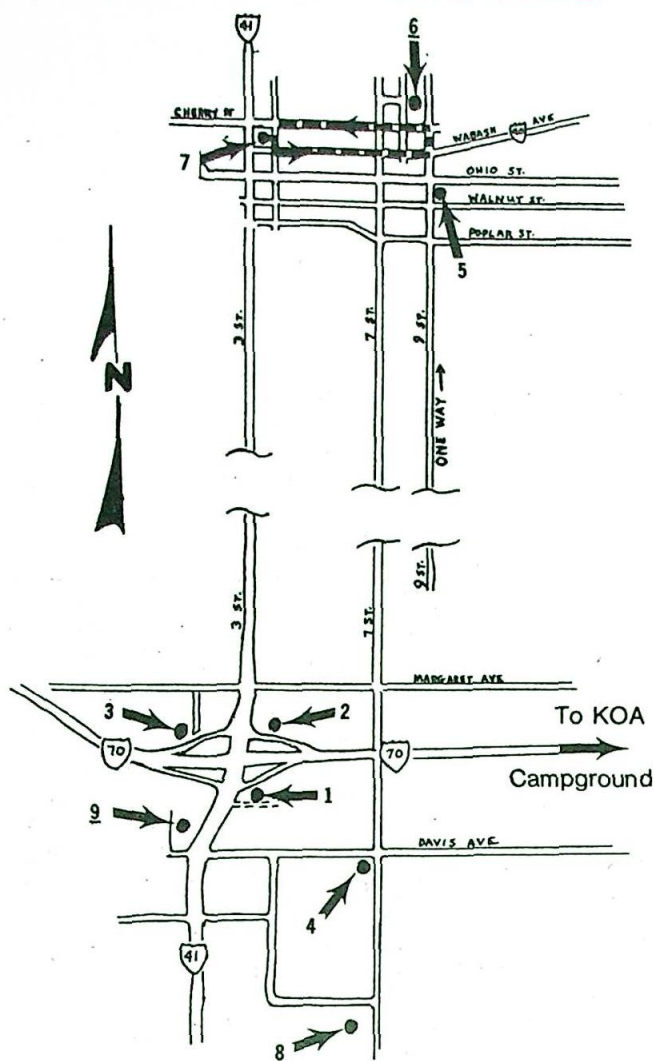 41
6
CHERRY ST
WABASH 40 AVE
7
OHIO ST.
WALNUT ST.
POPLAR ST.
5
3 ST.
7 ST.
9 ST.
ONE WAY →
N
3 ST.
7 ST.
9 ST.
MARGARET AVE
3
2
To KOA
70
70
Campground
1
9
DAVIS AVE
4
41
8